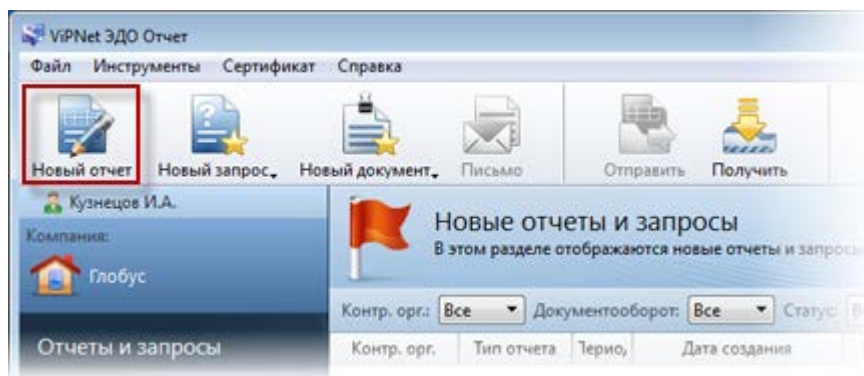 ViPNet ЭДО Отчет
Файл Инструменты Сертификат Справка
Новый отчет Новый запрос Новый документ Письмо Отправить Получить
Кузнецов И.А.
Компания:
Глобус
Новые отчеты и запросы
В этом разделе отображаются новые отчеты и запросы
Контр. орг.: Все Документооборот: Все Статус:
Отчеты и запросы
Контр. орг. Тип отчета Дата создания